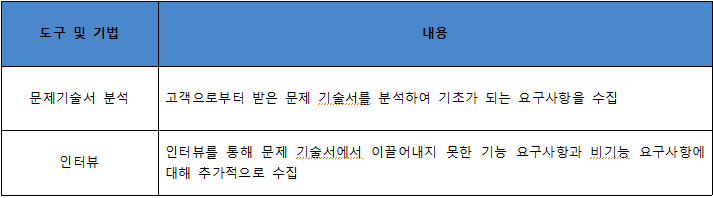 도구 및 기법
내용
문제기술서 분석
고객으로부터 받은 문제 기술서를 분석하여 기초가 되는 요구사항을 수집
인터뷰
인터뷰를 통해 문제 기술서에서 이끌어내지 못한 기능 요구사항과 비기능 요구사항에
대해 추가적으로 수집